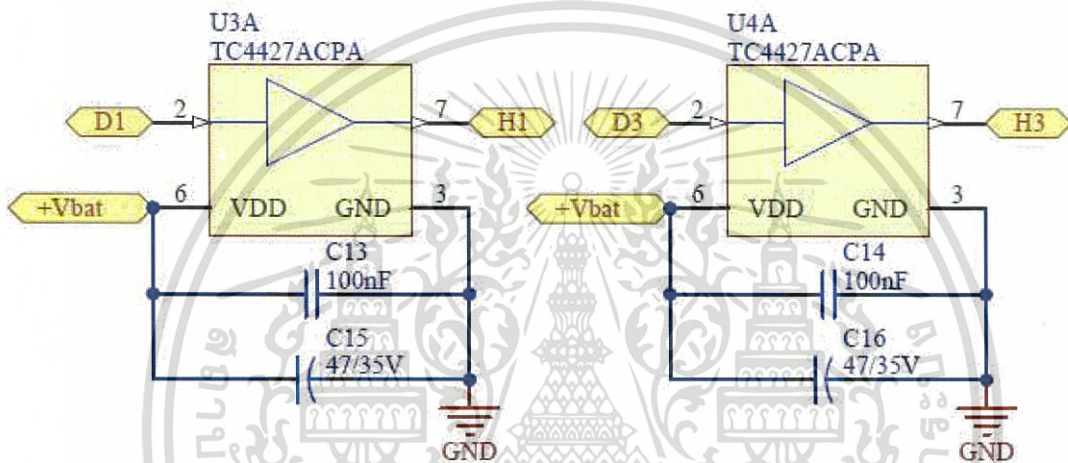 U3A
TC4427ACPA
D1
2
7
H1
+Vbat
6
VDD
GND
3
C13
100nF
C15
47/35V
GND
U4A
TC4427ACPA
D3
2
7
H3
+Vbat
6
VDD
GND
3
C14
100nF
C16
47/35V
GND